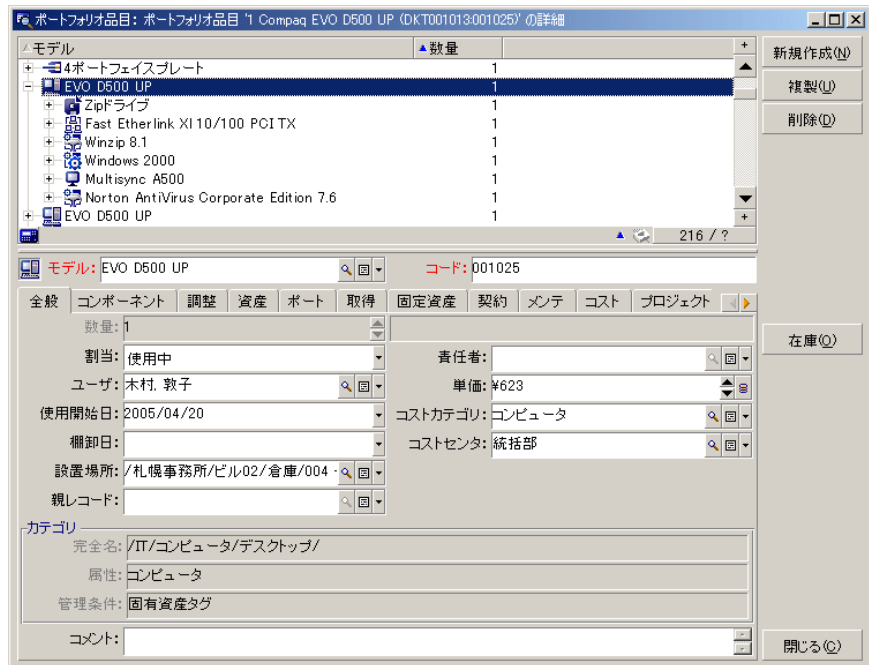 ポートフォリオ品目: ポートフォリオ品目 '1 Compaq EVO D500 UP (DKT001013:001025)' の詳細
モデル 数量
4ポートフェイスプレート 1
EVO D500 UP 1
Zipドライブ 1
Fast Etherlink XI 10/100 PCI TX 1
Winzip 8.1 1
Windows 2000 1
Multisync A500 1
Norton AntiVirus Corporate Edition 7.6 1
EVO D500 UP 1
216 / ?
新規作成(N)
複製(U)
削除(D)
モデル: EVO D500 UP コード: 001025
全般 コンポーネント 調整 資産 ポート 取得 固定資産 契約 メンテ コスト プロジェクト
数量: 1
在庫(O)
割当: 使用中 責任者:
ユーザ: 木村, 敦子 単価: ¥623
使用開始日: 2005/04/20 コストカテゴリ: コンピュータ
棚卸日: コストセンタ: 統括部
設置場所: /札幌事務所/ビル02/倉庫/004
親レコード:
カテゴリ
完全名: /IT/コンピュータ/デスクトップ/
属性: コンピュータ
管理条件: 固有資産タグ
コメント:
閉じる(C)